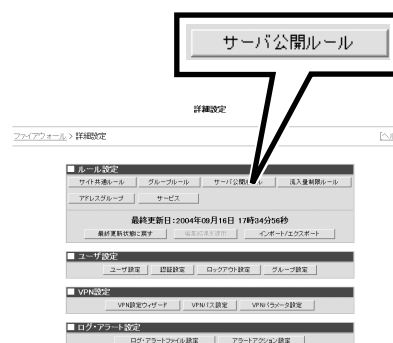 サーバ公開ルール
詳細設定
ファイアウォール > 詳細設定
■ ルール設定
サイト共通ルール グループルール サーバ公開 ール 流入量制限ルール
アドレスグループ サービス
最終更新日:2004年09月16日 17時34分56秒
最終更新状態に戻す 編集結果を適用 インポート/エクスポート
■ ユーザ設定
ユーザ設定 認証設定 ロックアウト設定 グループ設定
■ VPN設定
VPN設定ウィザード VPNパス設定 VPNパラメータ設定
■ ログ・アラート設定
ログ・アラートファイル設定 アラートアクション設定